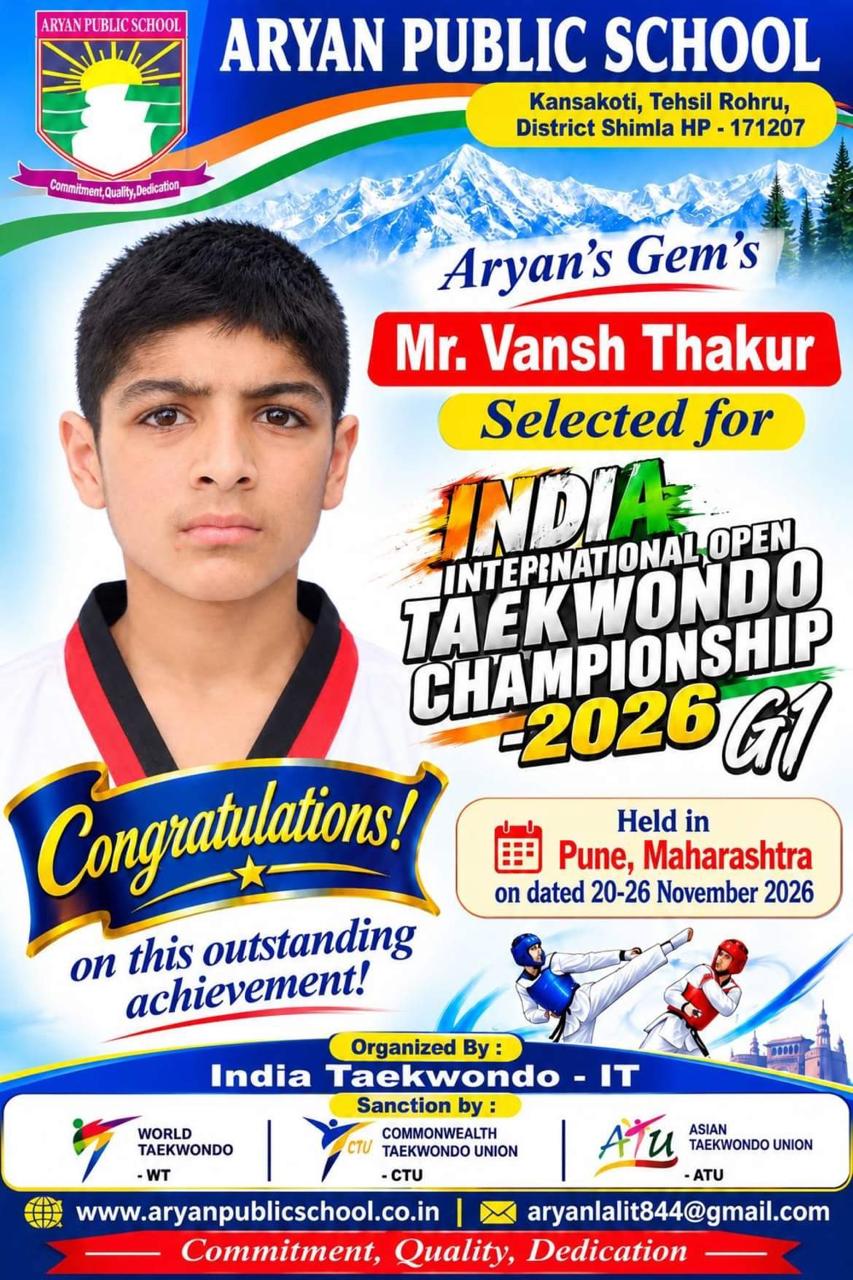 ARYAN PUBLIC SCHOOL
Commitment,Quality,Dedication
ARYAN PUBLIC SCHOOL
Kansakoti, Tehsil Rohru,
District Shimla HP - 171207
Aryan's Gem's
Mr. Vansh Thakur
Selected for
INDIA
INTERNATIONAL OPEN
TAEKWONDO
CHAMPIONSHIP
-2026 G1
Congratulations!
on this outstanding
achievement!
Held in
Pune, Maharashtra
on dated 20-26 November 2026
Organized By :
India Taekwondo - IT
Sanction by :
WORLD
TAEKWONDO
- WT
CTU
COMMONWEALTH
TAEKWONDO UNION
- CTU
ATU
ASIAN
TAEKWONDO UNION
- ATU
www.aryanpublicschool.co.in | aryanlalit844@gmail.com
Commitment, Quality, Dedication